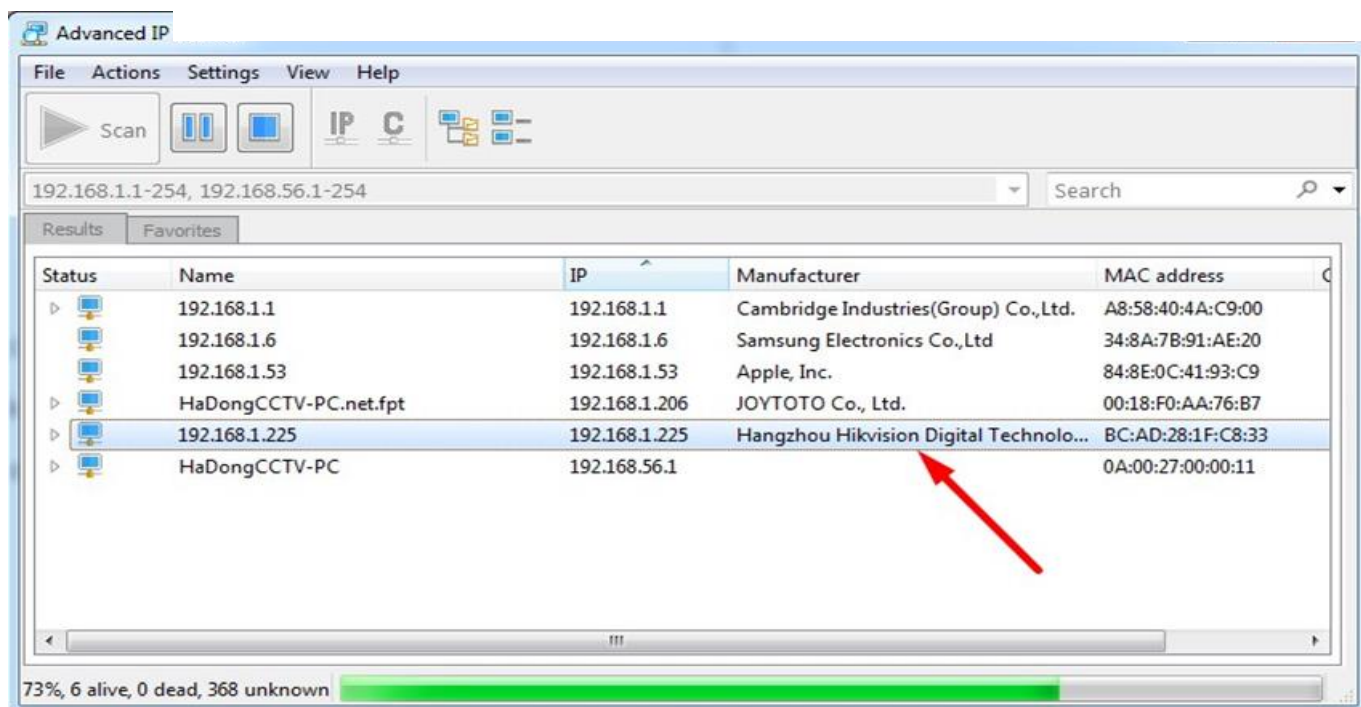 Advanced IP
File Actions Settings View Help
Scan IP C
192.168.1.1-254, 192.168.56.1-254 Search
Results Favorites
Status Name IP Manufacturer MAC address
192.168.1.1 192.168.1.1 Cambridge Industries(Group) Co.,Ltd. A8:58:40:4A:C9:00
192.168.1.6 192.168.1.6 Samsung Electronics Co.,Ltd 34:8A:7B:91:AE:20
192.168.1.53 192.168.1.53 Apple, Inc. 84:8E:0C:41:93:C9
HaDongCCTV-PC.net.fpt 192.168.1.206 JOYTOTO Co., Ltd. 00:18:F0:AA:76:B7
192.168.1.225 192.168.1.225 Hangzhou Hikvision Digital Technolo... BC:AD:28:1F:C8:33
HaDongCCTV-PC 192.168.56.1 0A:00:27:00:00:11
73%, 6 alive, 0 dead, 368 unknown